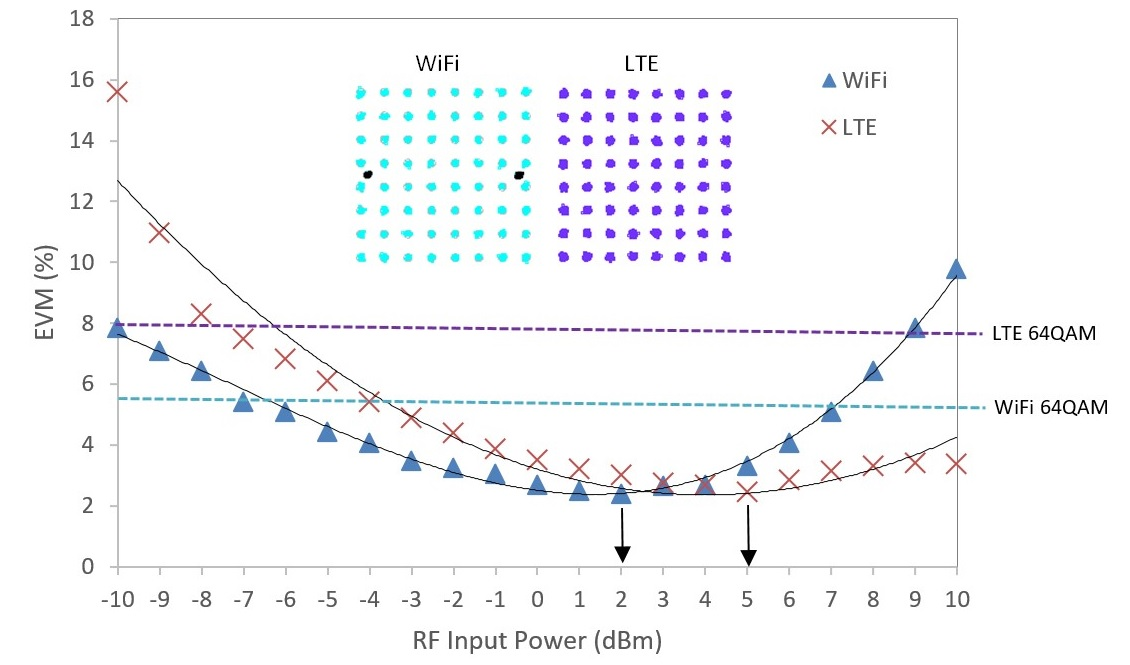 18
16
14
12
10
8
6
4
2
0
EVM (%)
WiFi
LTE
WiFi
LTE
LTE 64QAM
WiFi 64QAM
-10 -9 -8 -7 -6 -5 -4 -3 -2 -1 0 1 2 3 4 5 6 7 8 9 10
RF Input Power (dBm)